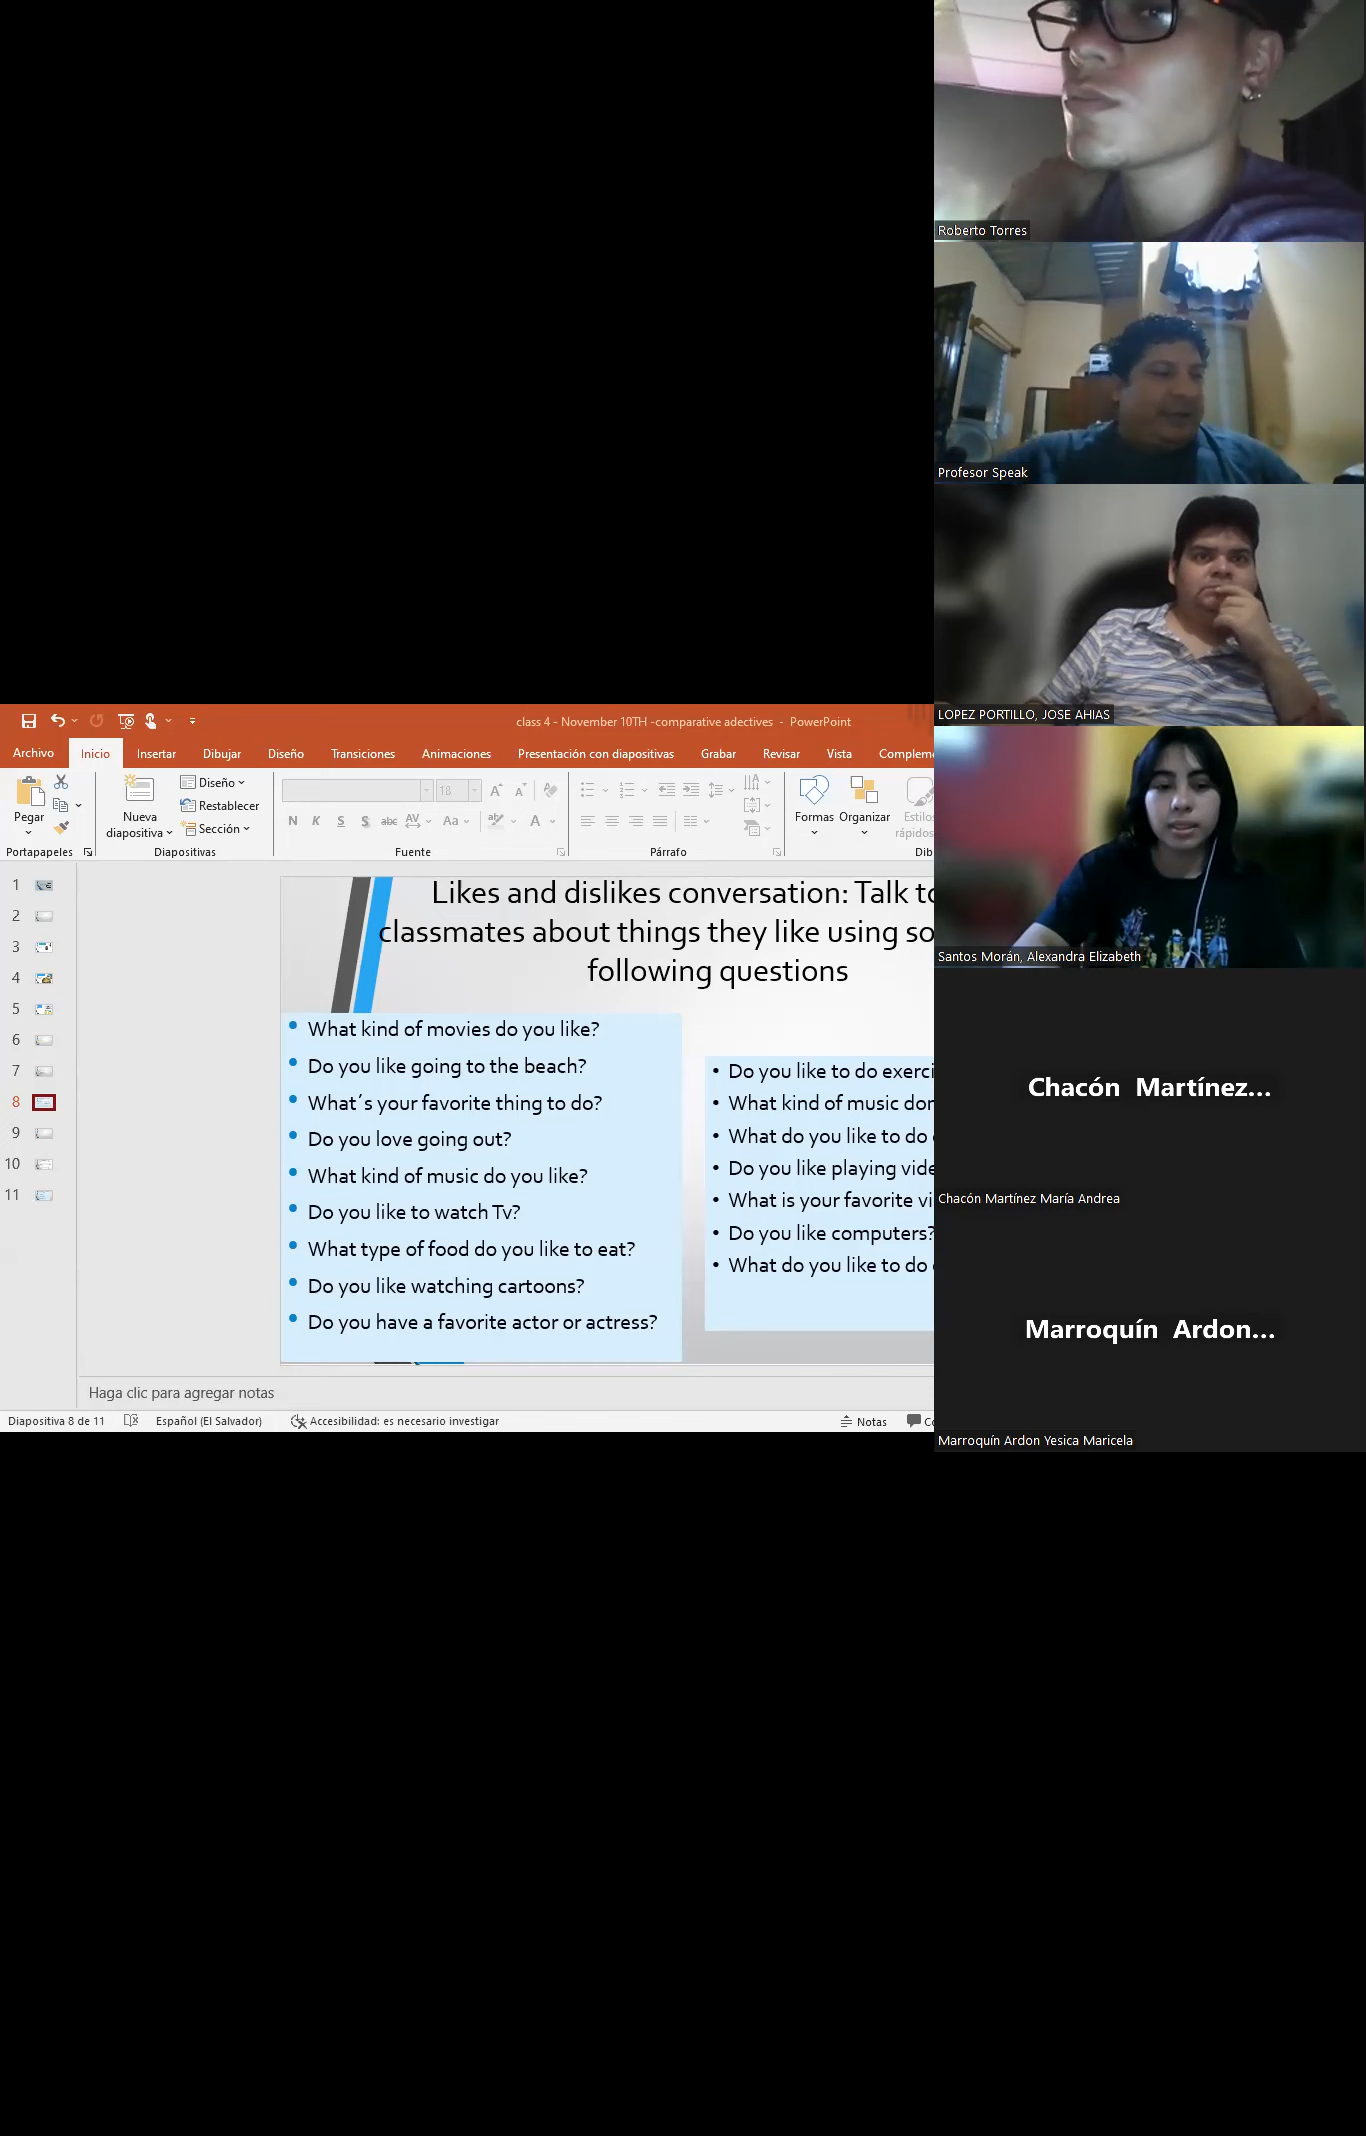 Roberto Torres
Profesor Speak
LOPEZ PORTILLO, JOSE AHIAS
class 4 - November 10TH -comparative adectives - PowerPoint
Archivo Inicio Insertar Dibujar Diseño Transiciones Animaciones Presentación con diapositivas Grabar Revisar Vista Compleme
Pegar
Nueva
diapositiva
Diseño
Restablecer
Sección
18
N K S S abc AV Aa A
Formas Organizar Estilos
rápidos
Portapapeles Diapositivas Fuente Párrafo Dib
Santos Morán, Alexandra Elizabeth
1
2
3
4
5
6
7
8
9
10
11
Likes and dislikes conversation: Talk to
classmates about things they like using so
following questions
• What kind of movies do you like?
• Do you like going to the beach?
• What´s your favorite thing to do?
• Do you love going out?
• What kind of music do you like?
• Do you like to watch Tv?
• What type of food do you like to eat?
• Do you like watching cartoons?
• Do you have a favorite actor or actress?
• Do you like to do exerci
• What kind of music don
• What do you like to do
• Do you like playing vide
• What is your favorite vi
• Do you like computers?
• What do you like to do
Chacón Martínez...
Chacón Martínez María Andrea
Marroquín Ardon...
Marroquín Ardon Yesica Maricela
Haga clic para agregar notas
Diapositiva 8 de 11 Español (El Salvador) Accesibilidad: es necesario investigar Notas Co